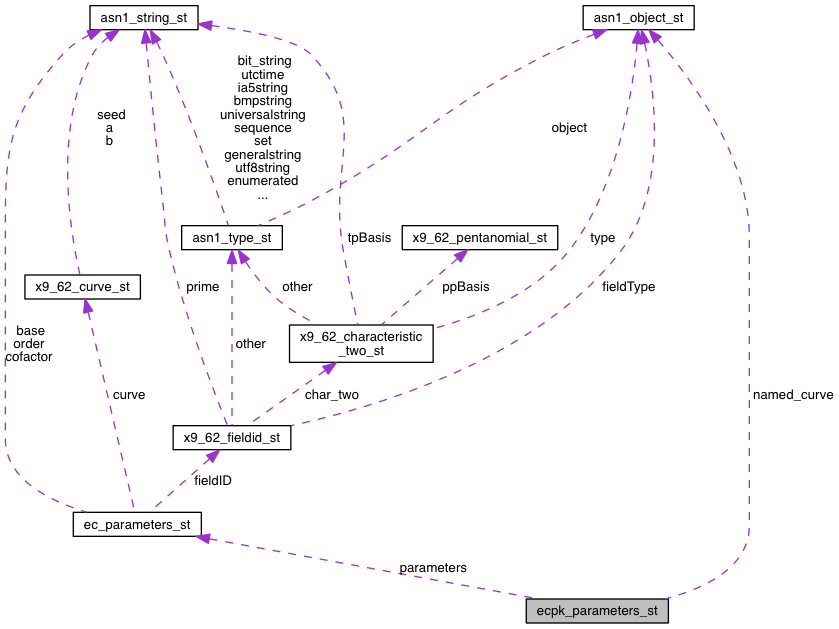 asn1_string_st
asn1_object_st
bit_string
utctime
ia5string
bmpstring
universalstring
sequence
set
generalstring
utf8string
enumerated
...
seed
a
b
object
asn1_type_st
x9_62_pentanomial_st
tpBasis
type
x9_62_curve_st
prime
other
ppBasis
fieldType
base
order
cofactor
other
x9_62_characteristic
_two_st
curve
char_two
named_curve
x9_62_fieldid_st
fieldID
ec_parameters_st
parameters
ecpk_parameters_st